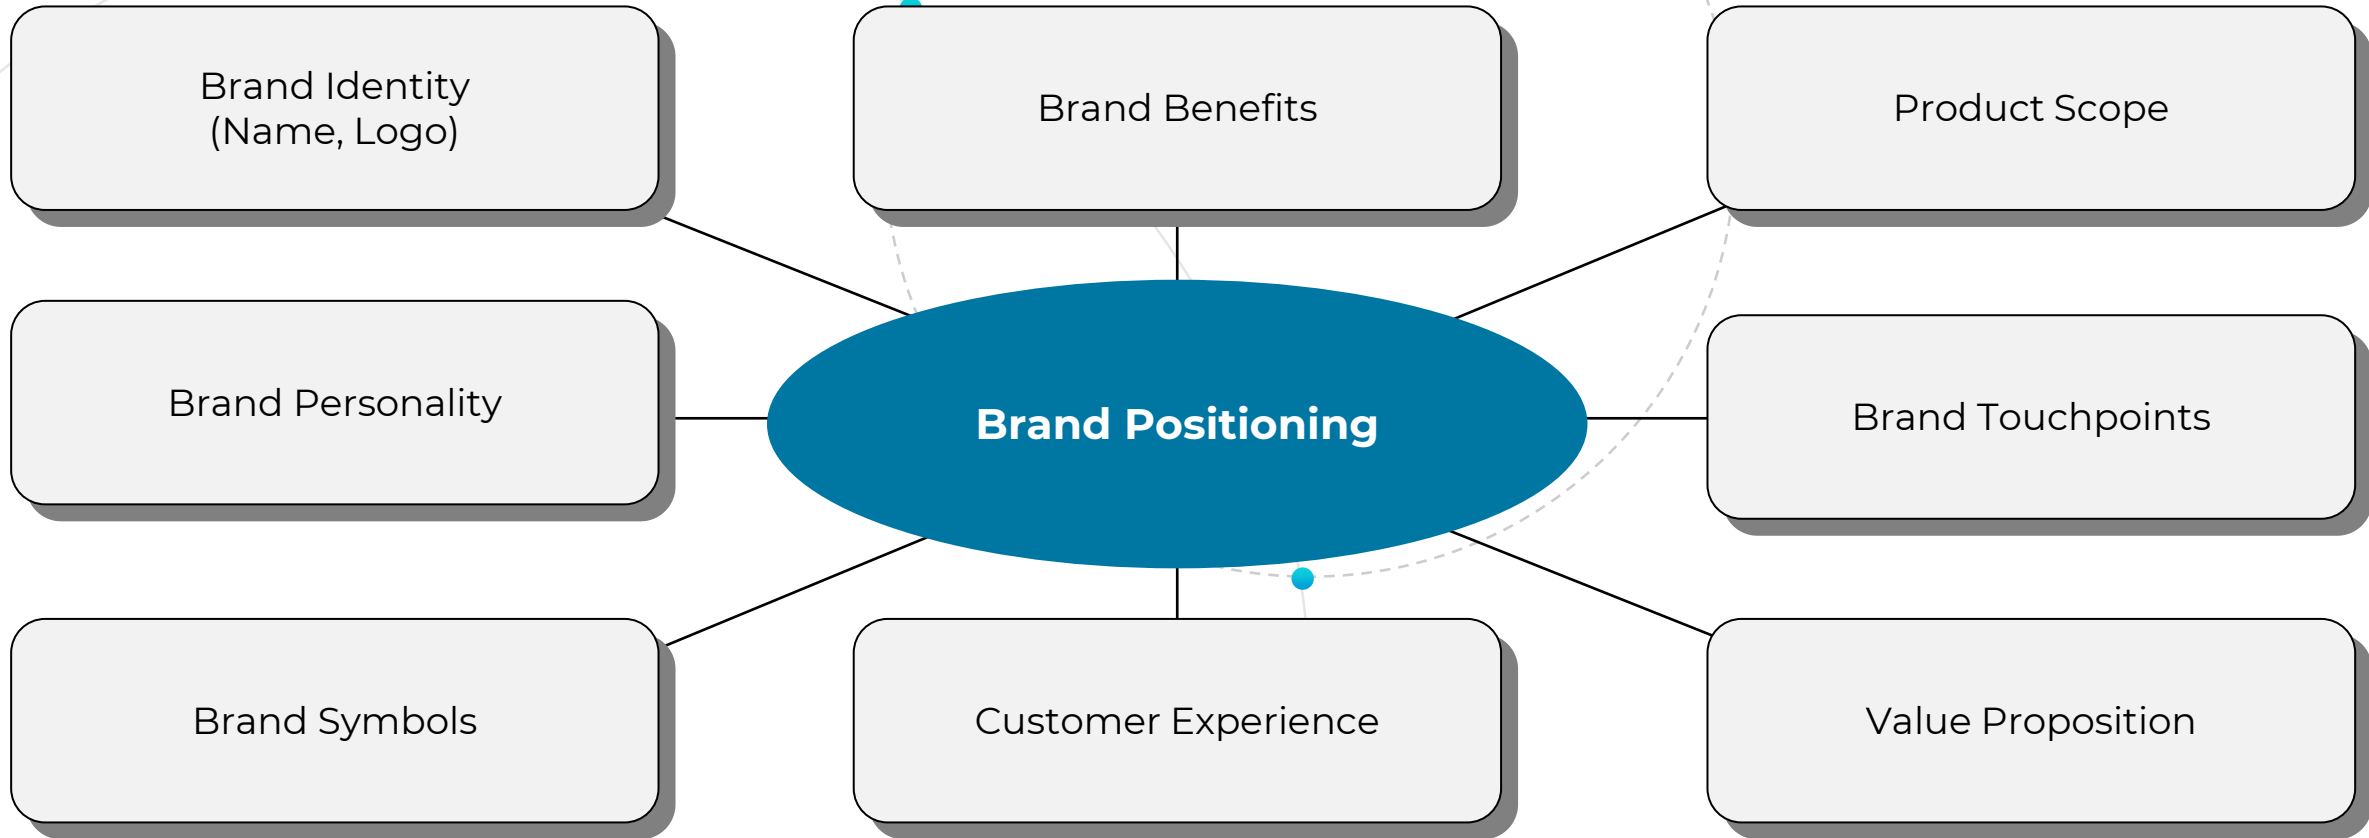 Brand Identity
(Name, Logo)
Brand Benefits
Product Scope
Brand Personality
Brand Positioning
Brand Touchpoints
Brand Symbols
Customer Experience
Value Proposition